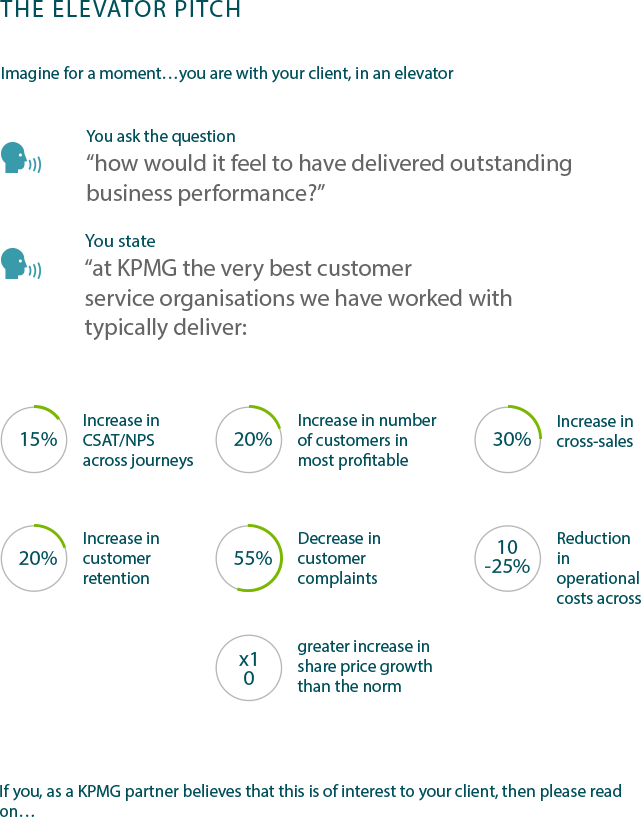 THE ELEVATOR PITCH
Imagine for a moment…you are with your client, in an elevator
You ask the question
“how would it feel to have delivered outstanding
business performance?”
You state
“at KPMG the very best customer
service organisations we have worked with
typically deliver:
15%
Increase in
CSAT/NPS
across journeys
20%
Increase in number
of customers in
most profitable
30%
Increase in
cross-sales
20%
Increase in
customer
retention
55%
Decrease in
customer
complaints
10
-25%
Reduction
in
operational
costs across
x1
0
greater increase in
share price growth
than the norm
If you, as a KPMG partner believes that this is of interest to your client, then please read
on…